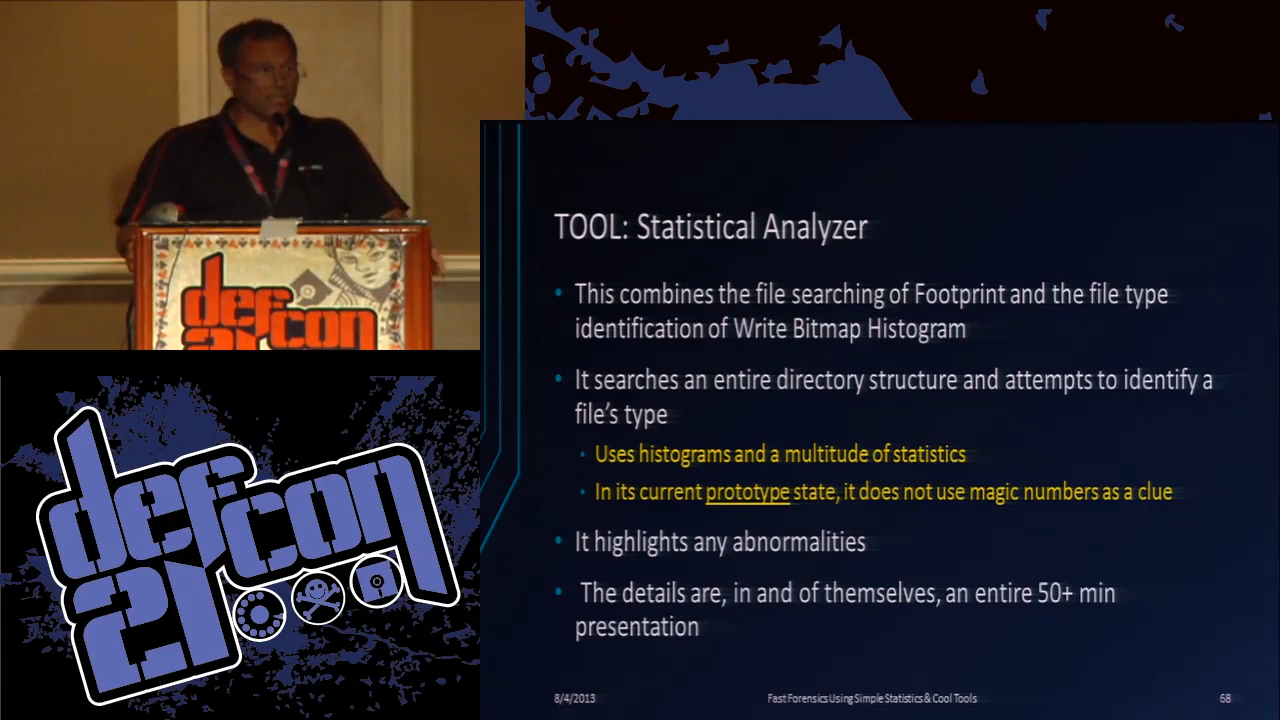 defcon
21
TOOL: Statistical Analyzer
• This combines the file searching of Footprint and the file type
identification of Write Bitmap Histogram
• It searches an entire directory structure and attempts to identify a
file's type
• Uses histograms and a multitude of statistics
• In its current prototype state, it does not use magic numbers as a clue
• It highlights any abnormalities
• The details are, in and of themselves, an entire 50+ min
presentation
8/4/2013
Fast Forensics Using Simple Statistics & Cool Tools
68
defcon
21